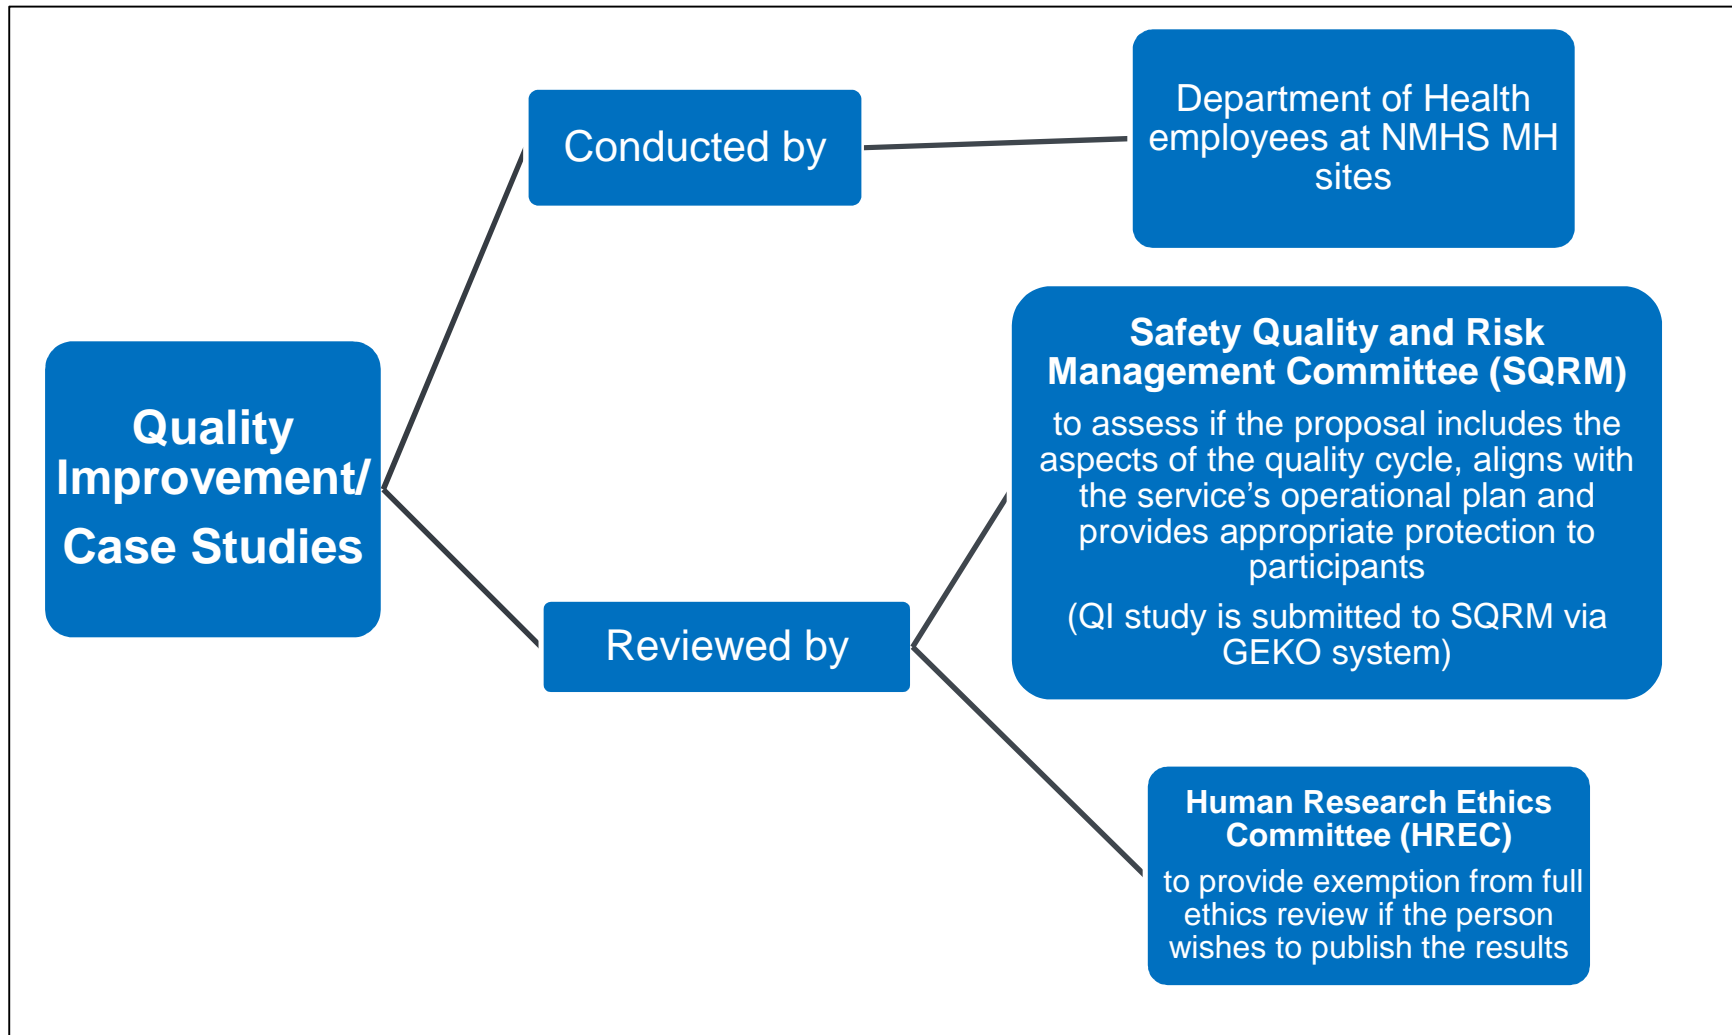 Quality
Improvement/
Case Studies
Conducted by
Department of Health
employees at NMHS MH
sites
Reviewed by
Safety Quality and Risk
Management Committee (SQRM)
to assess if the proposal includes the
aspects of the quality cycle, aligns with
the service’s operational plan and
provides appropriate protection to
participants
(QI study is submitted to SQRM via
GEKO system)
Human Research Ethics
Committee (HREC)
to provide exemption from full
ethics review if the person
wishes to publish the results